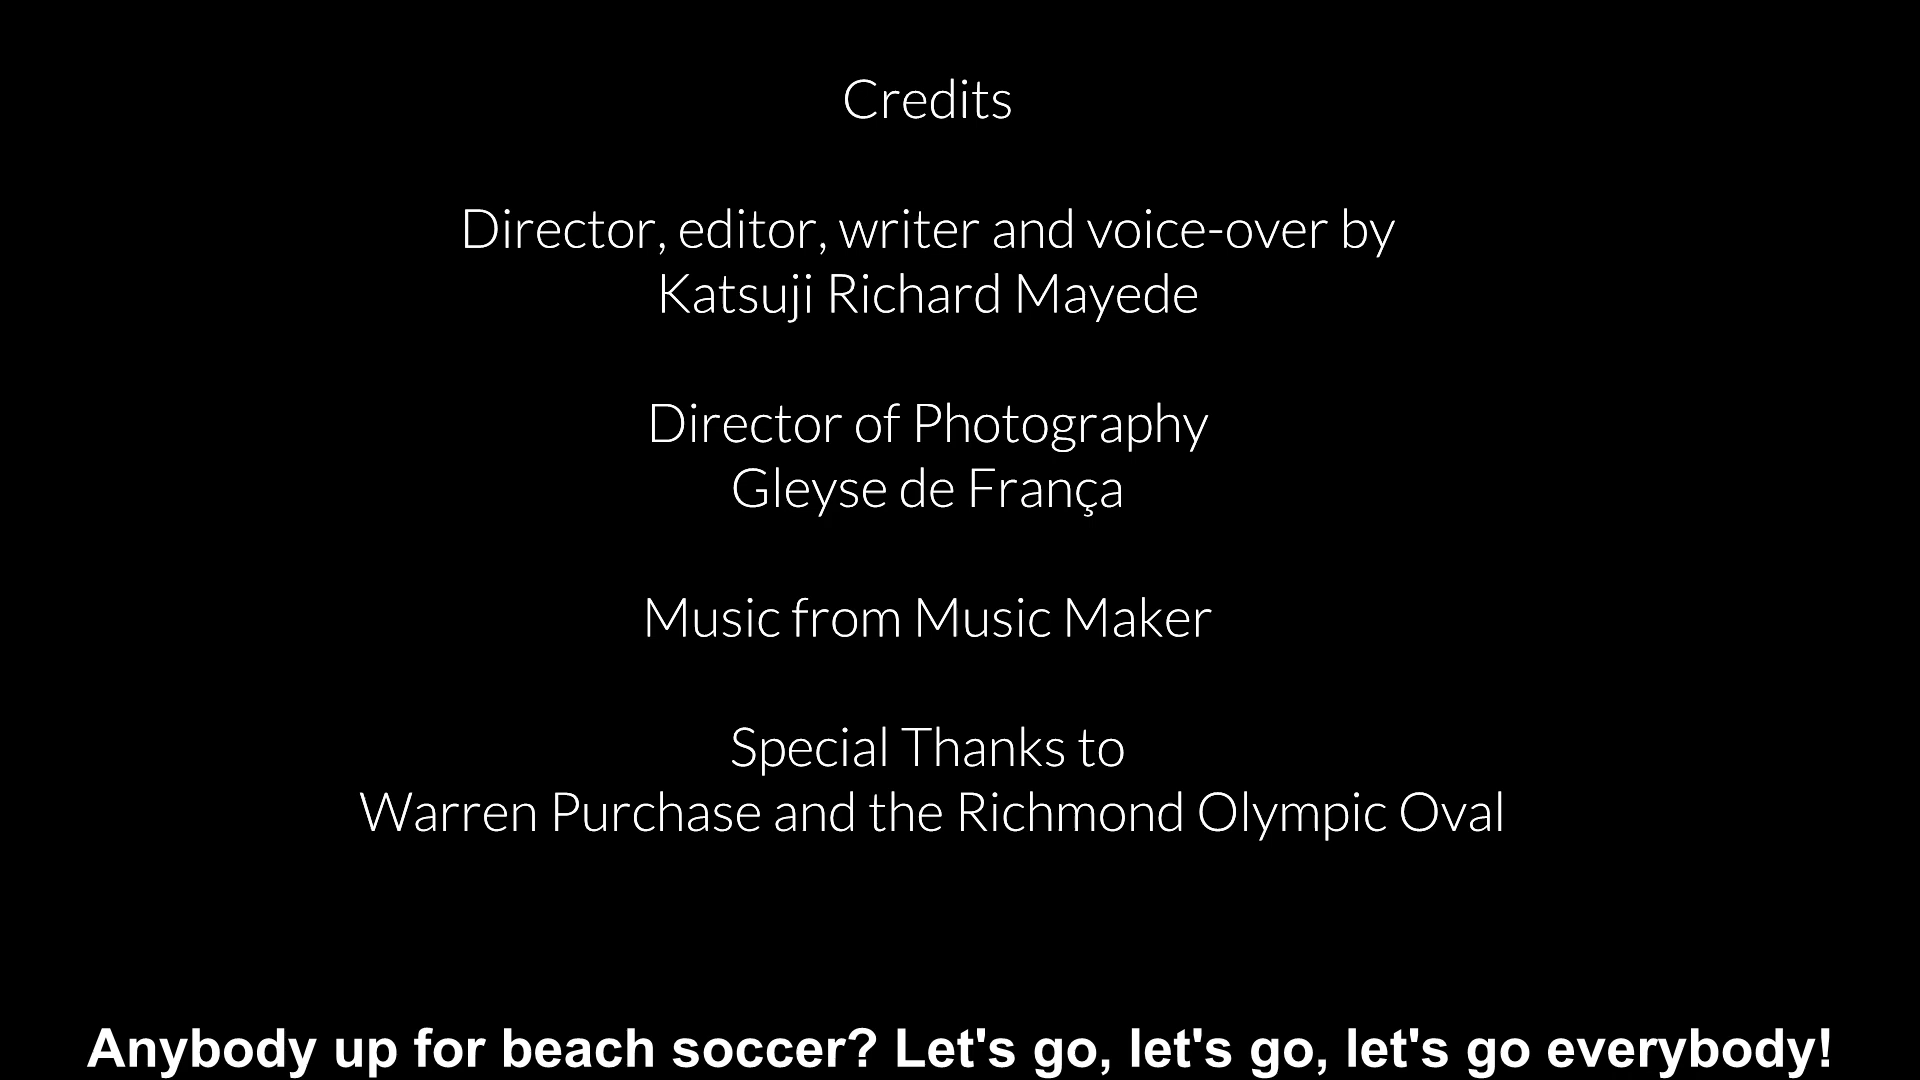 Credits
Director, editor, writer and voice-over by
Katsuji Richard Mayede
Director of Photography
Gleyse de França
Music from Music Maker
Special Thanks to
Warren Purchase and the Richmond Olympic Oval
Anybody up for beach soccer? Let's go, let's go, let's go everybody!